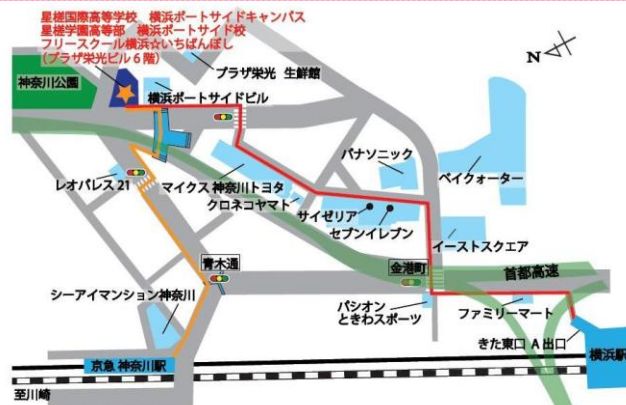 星槎国際高等学校 横浜ポートサイドキャンパス
星槎学園高等部 横浜ポートサイド校
フリースクール横浜☆いちばんぼし
(プラザ栄光ビル6階)
プラザ栄光 生鮮館
N
神奈川公園
横浜ポートサイドビル
パナソニック
ベイクォーター
レオパレス21
マイクス 神奈川トヨタ
クロネコヤマト
サイゼリア
セブンイレブン
イーストスクエア
青木通
金港町
首都高速
シーアイマンション神奈川
パシオン
ときわスポーツ
ファミリーマート
きた東口 A出口
横浜駅
京急 神奈川駅
至川崎